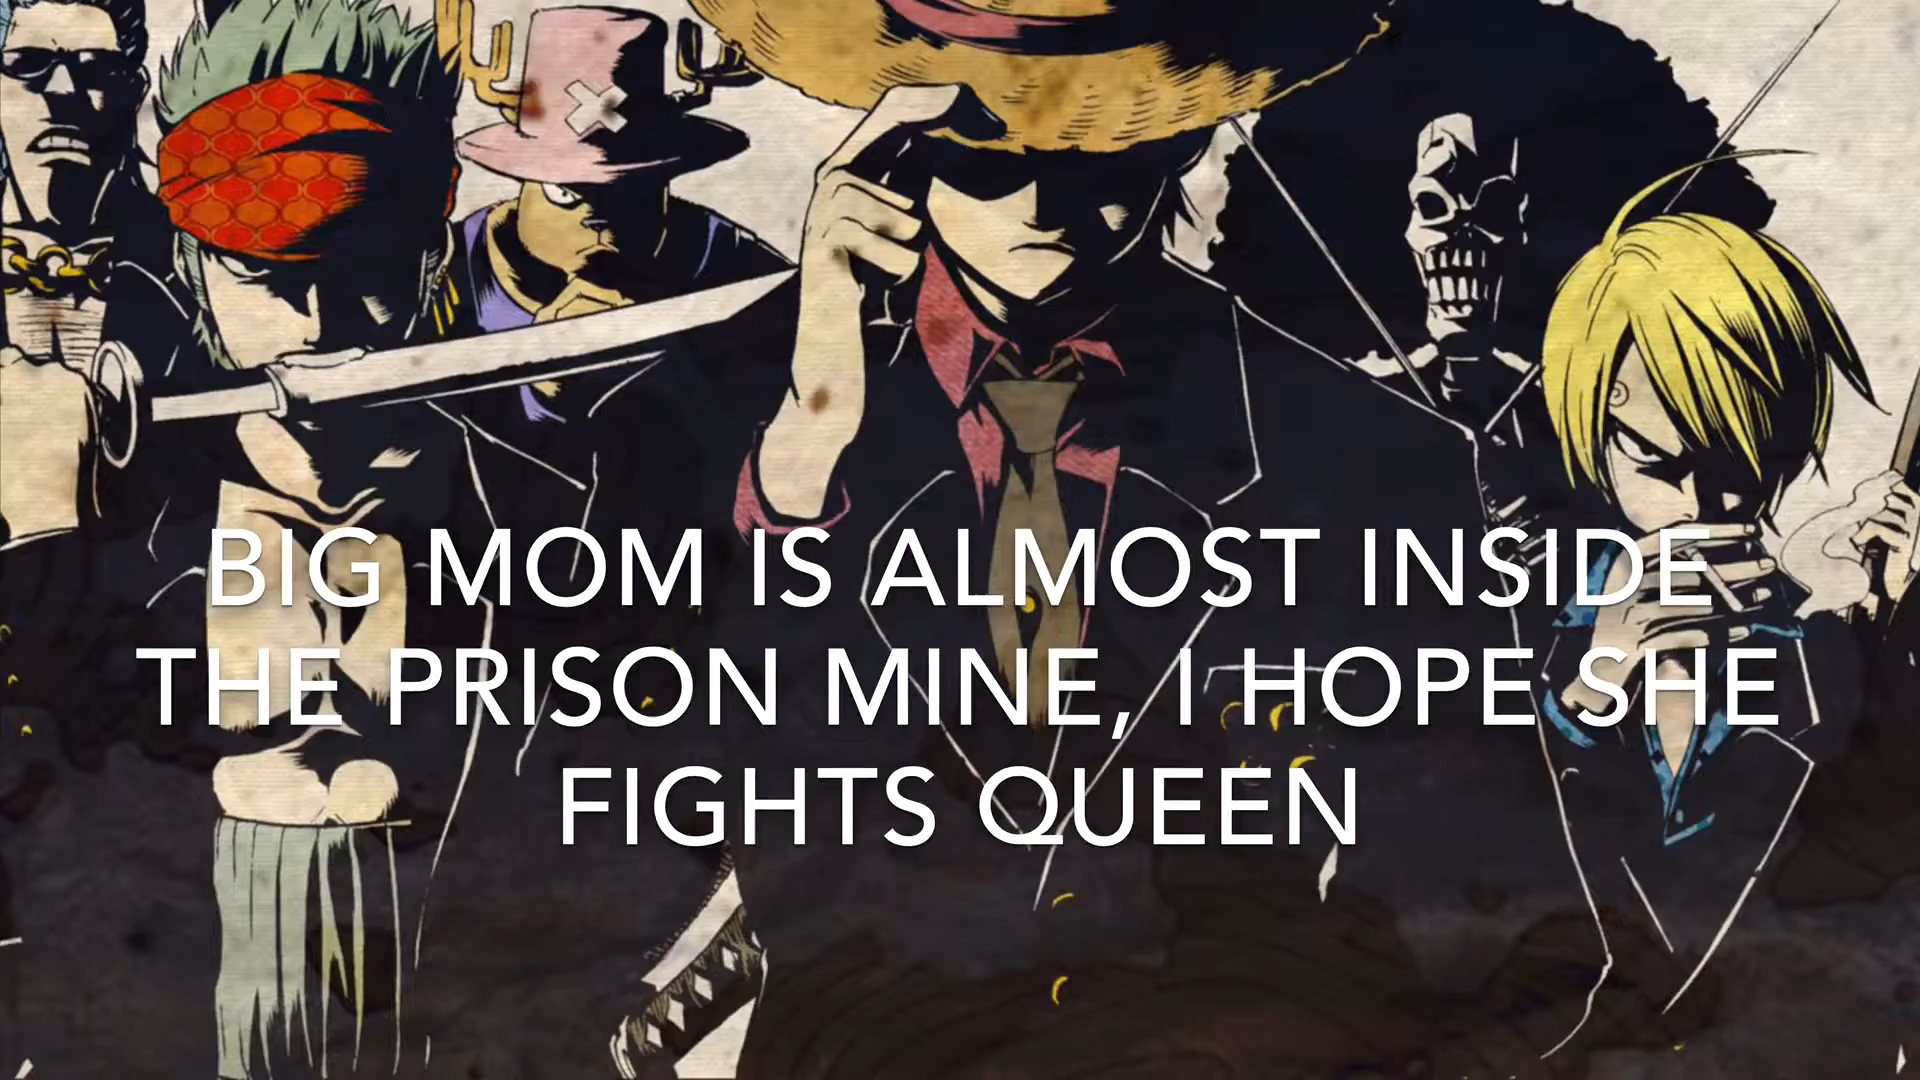 BIG MOM IS ALMOST INSIDE
THE PRISON MINE, I HOPE SHE
FIGHTS QUEEN